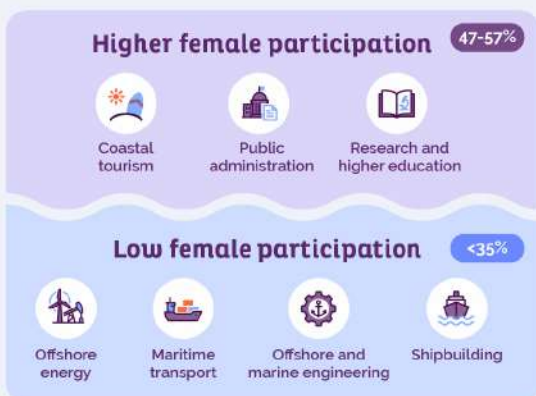 Higher female participation
47-57%
Coastal
tourism
Public
administration
Research and
higher education
Low female participation
<35%
Offshore
energy
Maritime
transport
Offshore and
marine engineering
Shipbuilding